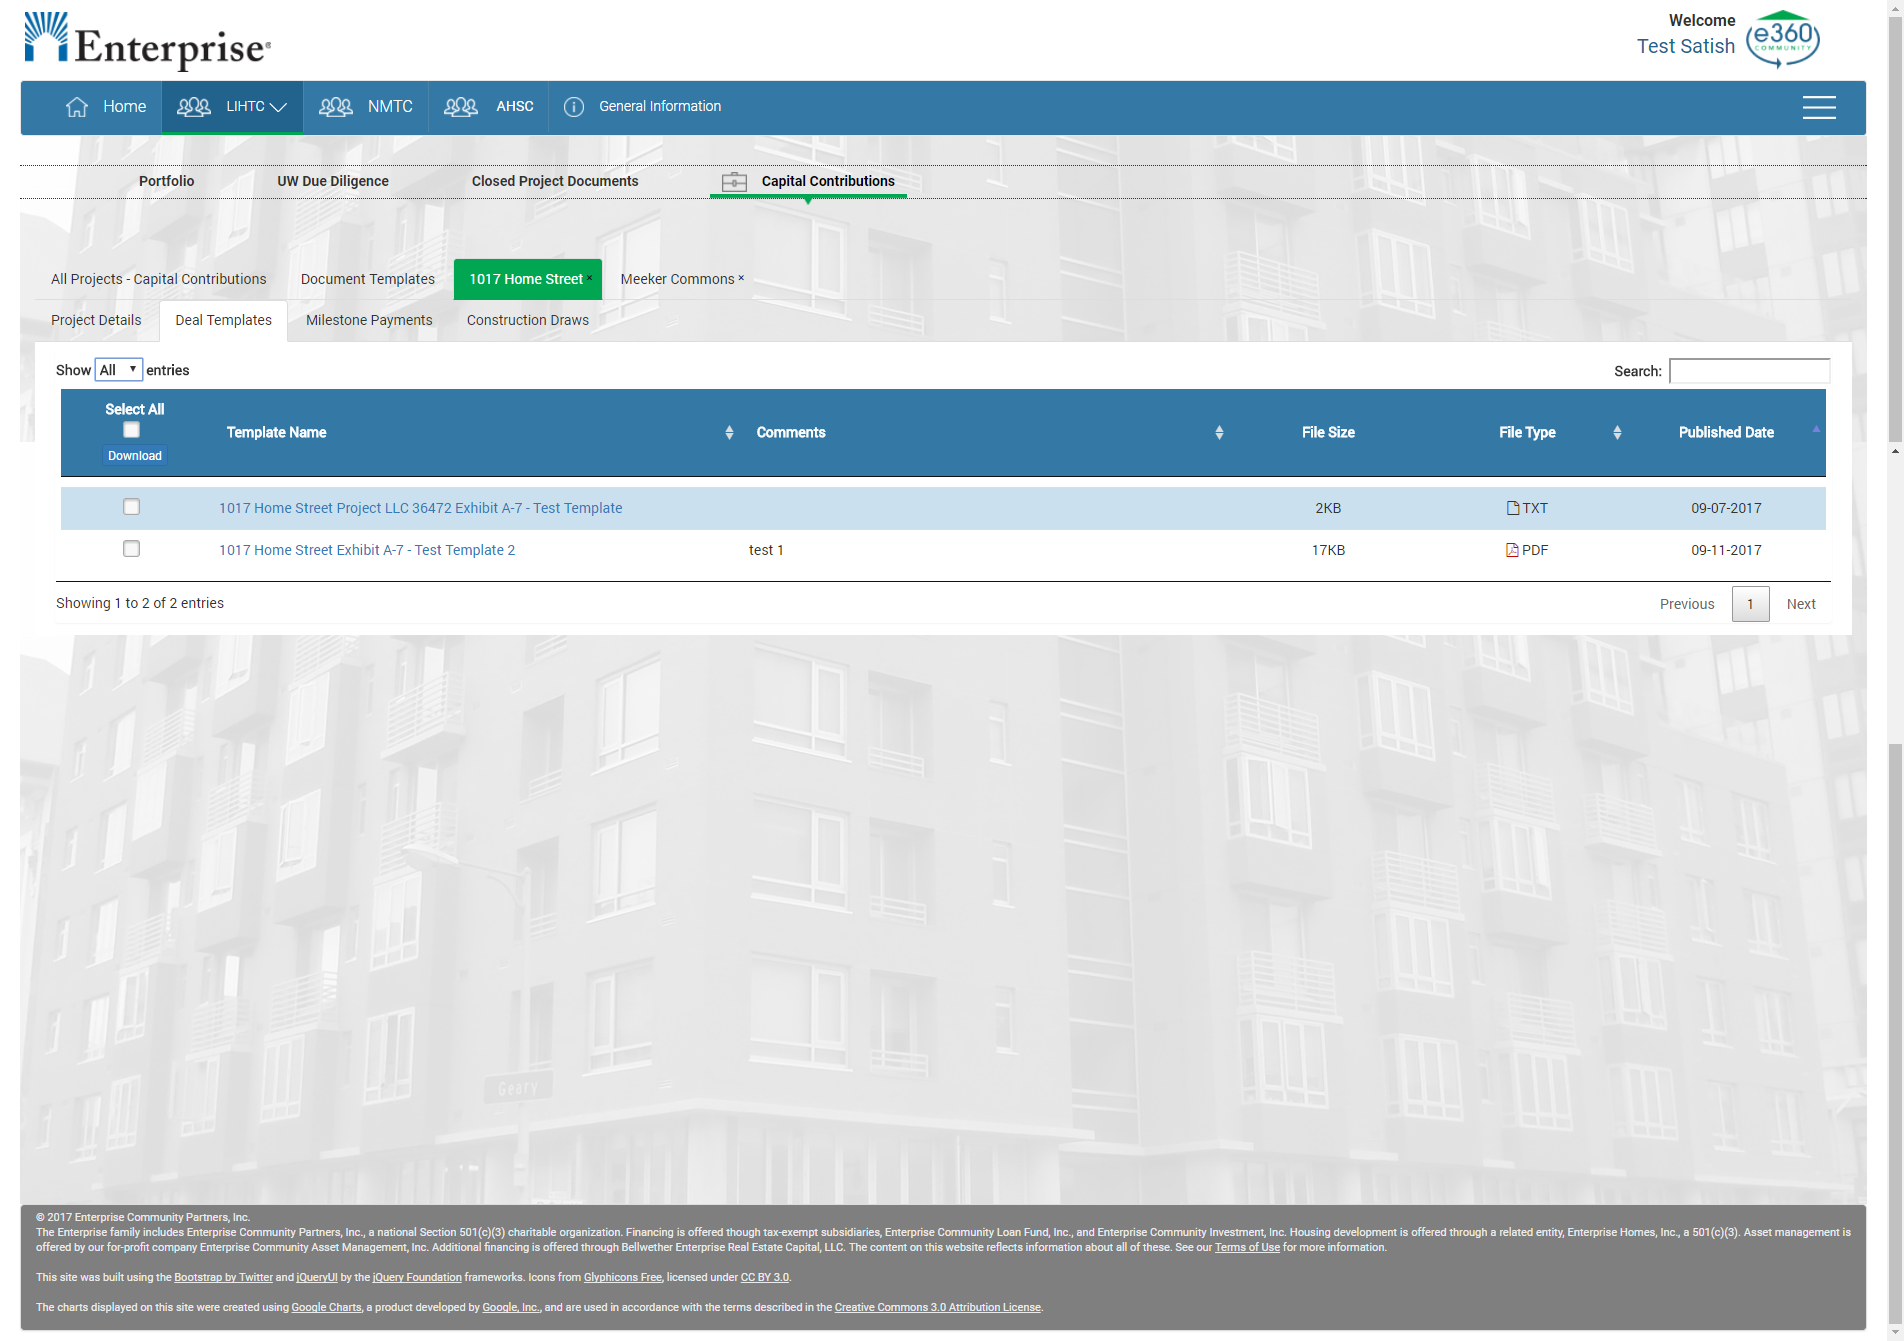 Enterprise®
Welcome
Test Satish
e360
COMMUNITY
Home
LIHTC
NMTC
AHSC
General Information
Portfolio
UW Due Diligence
Closed Project Documents
Capital Contributions
All Projects - Capital Contributions
Document Templates
1017 Home Street ×
Meeker Commons ×
Project Details
Deal Templates
Milestone Payments
Construction Draws
Show All entries
Search:
Select All
Download
Template Name
Comments
File Size
File Type
Published Date
1017 Home Street Project LLC 36472 Exhibit A-7 - Test Template
2KB
TXT
09-07-2017
1017 Home Street Exhibit A-7 - Test Template 2
test 1
17KB
PDF
09-11-2017
Showing 1 to 2 of 2 entries
Previous
1
Next
Geary
© 2017 Enterprise Community Partners, Inc.
The Enterprise family includes Enterprise Community Partners, Inc., a national Section 501(c)(3) charitable organization. Financing is offered though tax-exempt subsidiaries, Enterprise Community Loan Fund, Inc., and Enterprise Community Investment, Inc. Housing development is offered through a related entity, Enterprise Homes, Inc., a 501(c)(3). Asset management is
offered by our for-profit company Enterprise Community Asset Management, Inc. Additional financing is offered through Bellwether Enterprise Real Estate Capital, LLC. The content on this website reflects information about all of these. See our Terms of Use for more information.
This site was built using the Bootstrap by Twitter and jQueryUI by the jQuery Foundation frameworks. Icons from Glyphicons Free, licensed under CC BY 3.0.
The charts displayed on this site were created using Google Charts, a product developed by Google, Inc., and are used in accordance with the terms described in the Creative Commons 3.0 Attribution License.